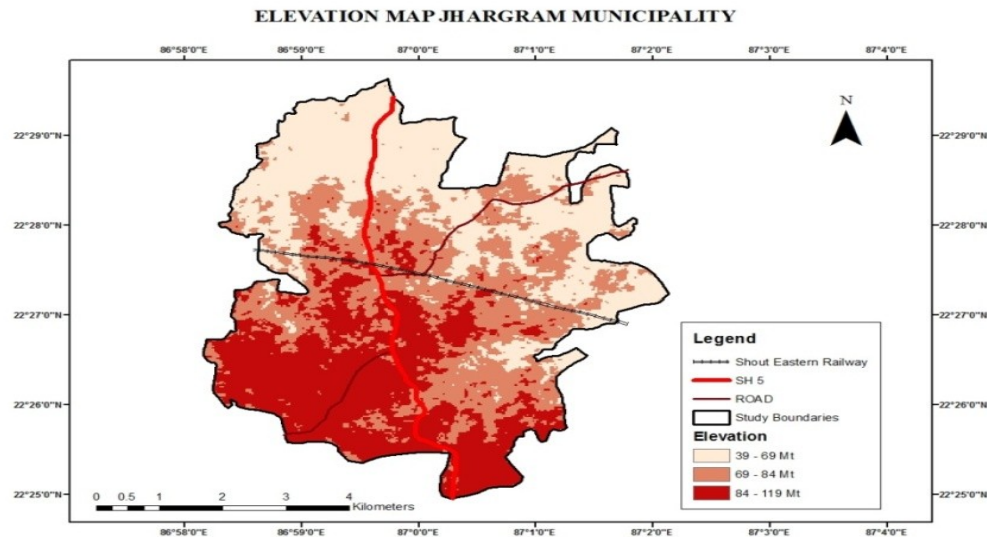 ELEVATION MAP JHARGRAM MUNICIPALITY
86°58'0"E 86°59'0"E 87°0'0"E 87°1'0"E 87°2'0"E 87°3'0"E 87°4'0"E
N
22°29'0"N 22°29'0"N
22°28'0"N 22°28'0"N
22°27'0"N 22°27'0"N
22°26'0"N 22°26'0"N
22°25'0"N 22°25'0"N
Legend
Shout Eastern Railway
SH 5
ROAD
Study Boundaries
Elevation
39 - 69 Mt
69 - 84 Mt
84 - 119 Mt
0 0.5 1 2 3 4
Kilometers
86°58'0"E 86°59'0"E 87°0'0"E 87°1'0"E 87°2'0"E 87°3'0"E 87°4'0"E